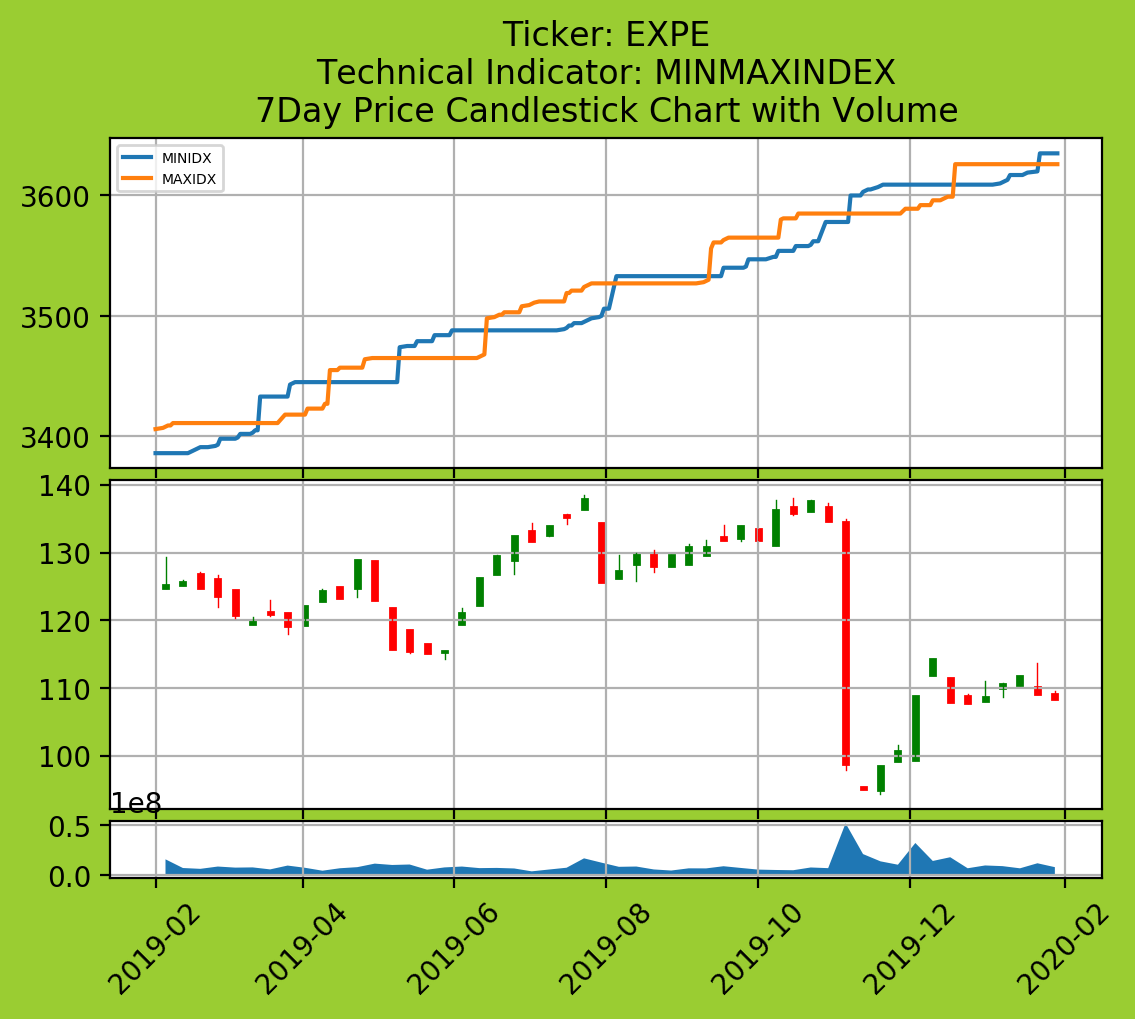 Ticker: EXPE
Technical Indicator: MINMAXINDEX
7Day Price Candlestick Chart with Volume
MINIDX
MAXIDX
3600
3500
3400
140
130
120
110
100
1e8
0.5
0.0
2019-02
2019-04
2019-06
2019-08
2019-10
2019-12
2020-02